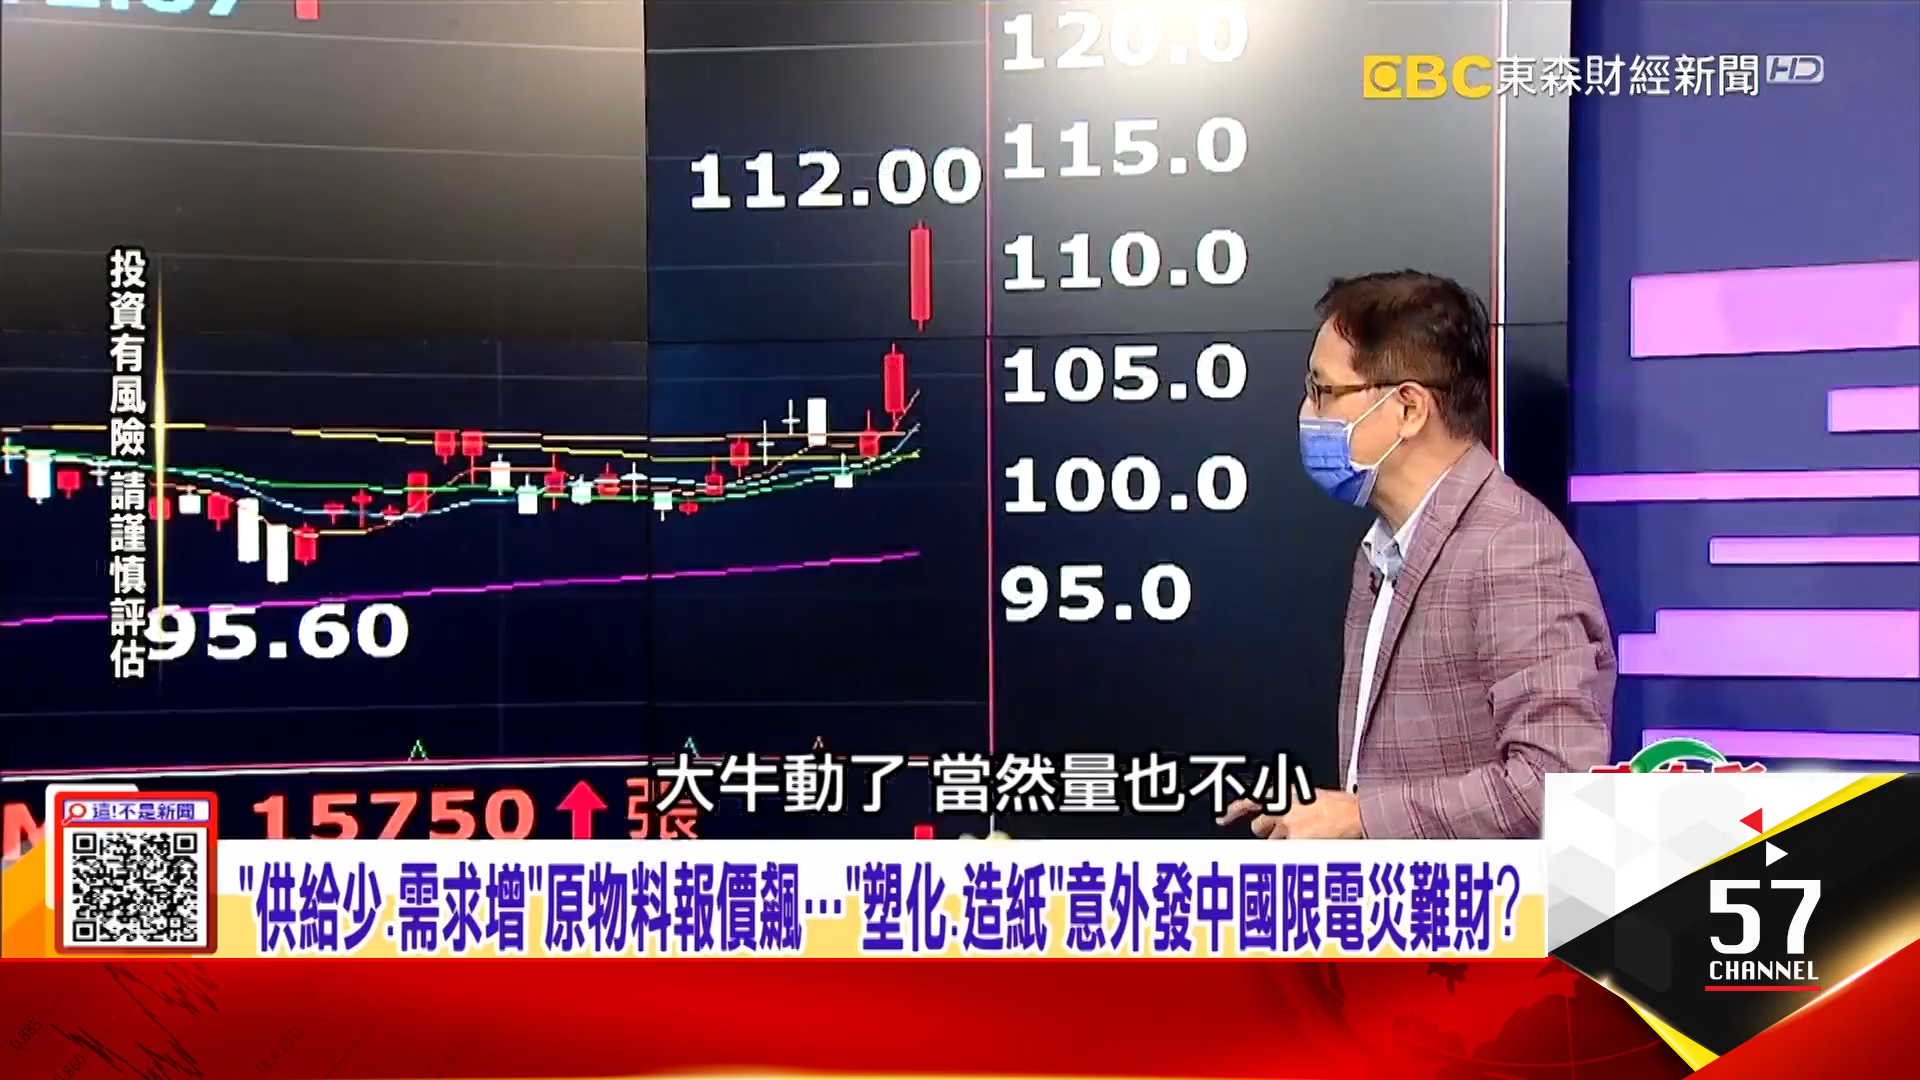 EBC東森財經新聞HD
120.0
115.0
112.00
110.0
105.0
100.0
95.0
95.60
投資有風險 請謹慎評估
大牛動了 當然量也不小
15750 張
這!不是新聞
"供給少.需求增"原物料報價飆…"塑化.造紙"意外發中國限電災難財?
57
CHANNEL